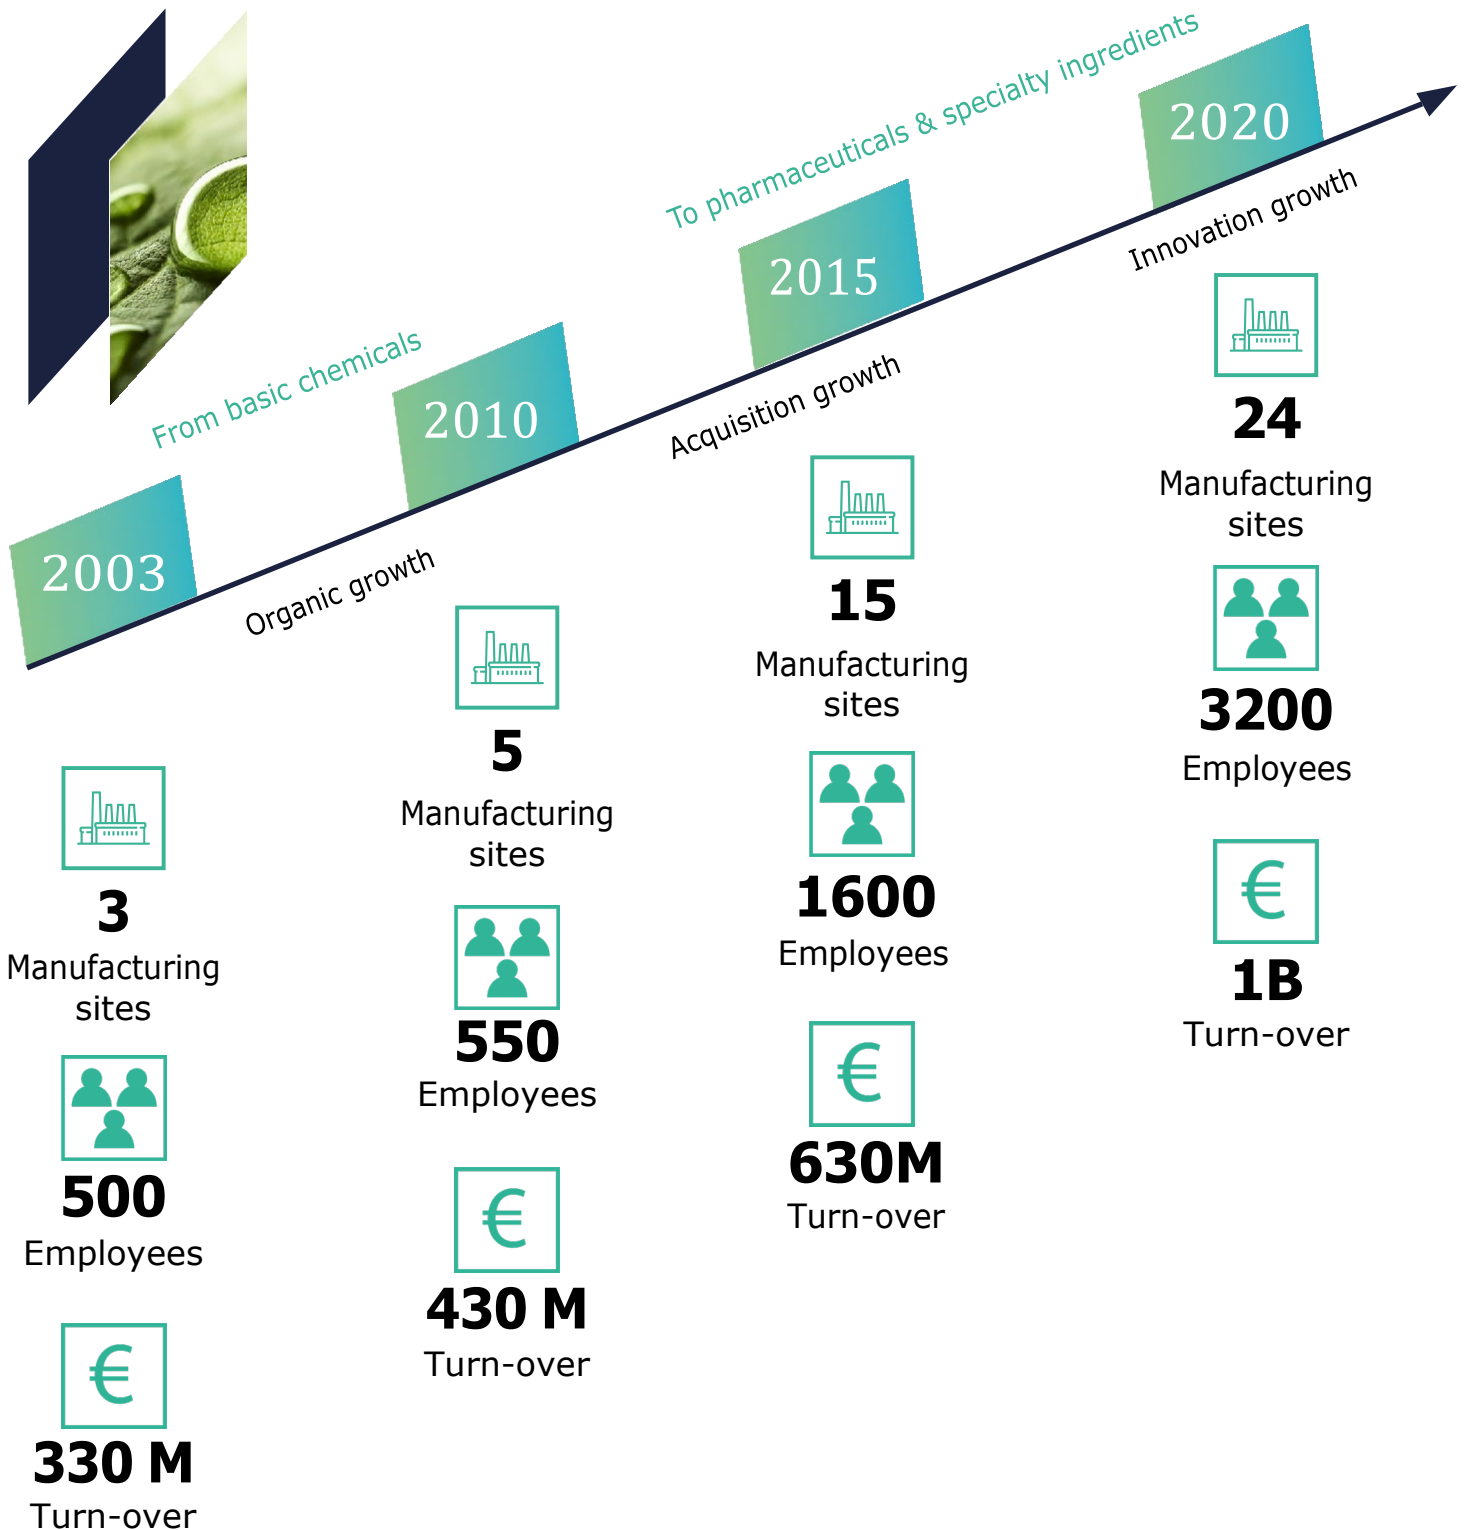 To pharmaceuticals & specialty ingredients
From basic chemicals
2003
2010
2015
2020
Organic growth
Acquisition growth
Innovation growth
3
Manufacturing
sites
500
Employees
€
330 M
Turn-over
5
Manufacturing
sites
550
Employees
€
430 M
Turn-over
15
Manufacturing
sites
1600
Employees
€
630M
Turn-over
24
Manufacturing
sites
3200
Employees
€
1B
Turn-over